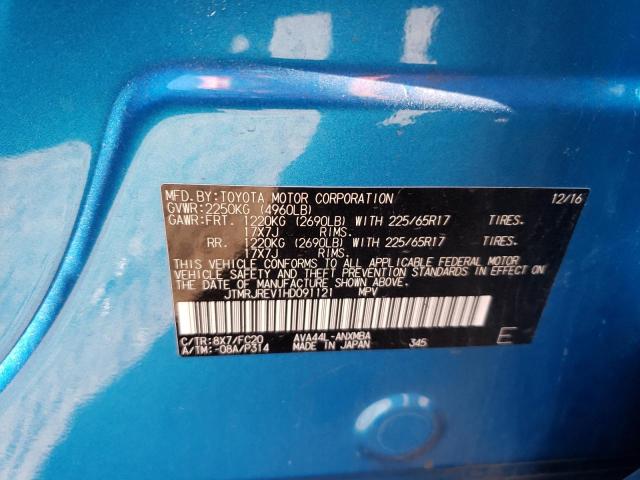 MFD. BY:TOYOTA MOTOR CORPORATION 12/16
GVWR:2250KG (4960LB)
GAWR:FRT. 1220KG (2690LB) WITH 225/65R17 TIRES.
17X7J RIMS.
RR. 1220KG (2690LB) WITH 225/65R17 TIRES.
17X7J RIMS.
THIS VEHICLE CONFORMS TO ALL APPLICABLE FEDERAL MOTOR
VEHICLE SAFETY AND THEFT PREVENTION STANDARDS IN EFFECT ON
THE DATE OF MANUFACTURE SHOWN ABOVE.
JTMRJREV1HD091121 MPV
C/TR:8X7/FC20 AVA44L-ANXMBA
A/TM:-08A/P314 MADE IN JAPAN 345 E